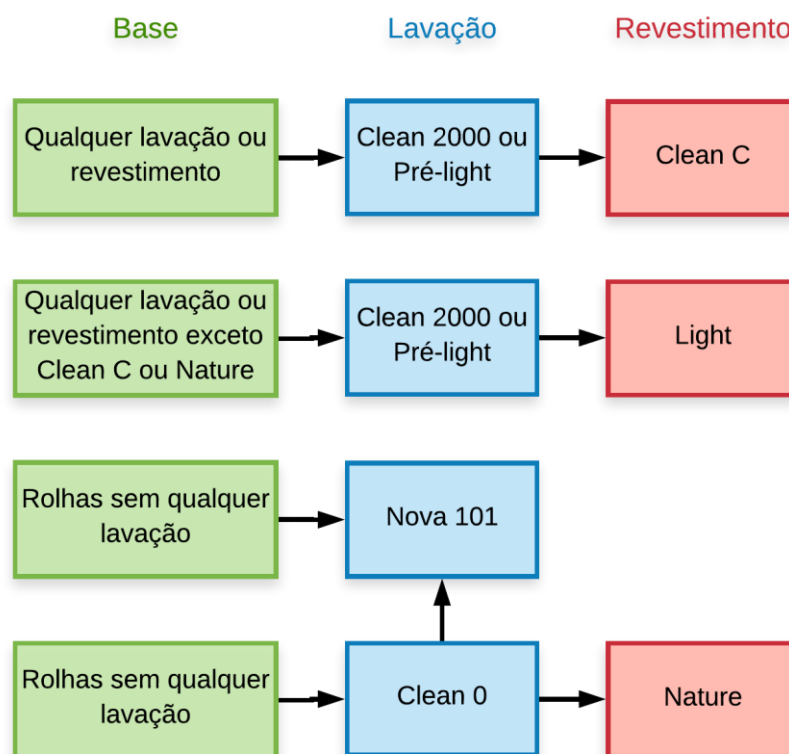 Base
Lavação
Revestimento
Qualquer lavação ou
revestimento
Clean 2000 ou
Pré-light
Clean C
Qualquer lavação ou
revestimento exceto
Clean C ou Nature
Clean 2000 ou
Pré-light
Light
Rolhas sem qualquer
lavação
Nova 101
Rolhas sem qualquer
lavação
Clean 0
Nature